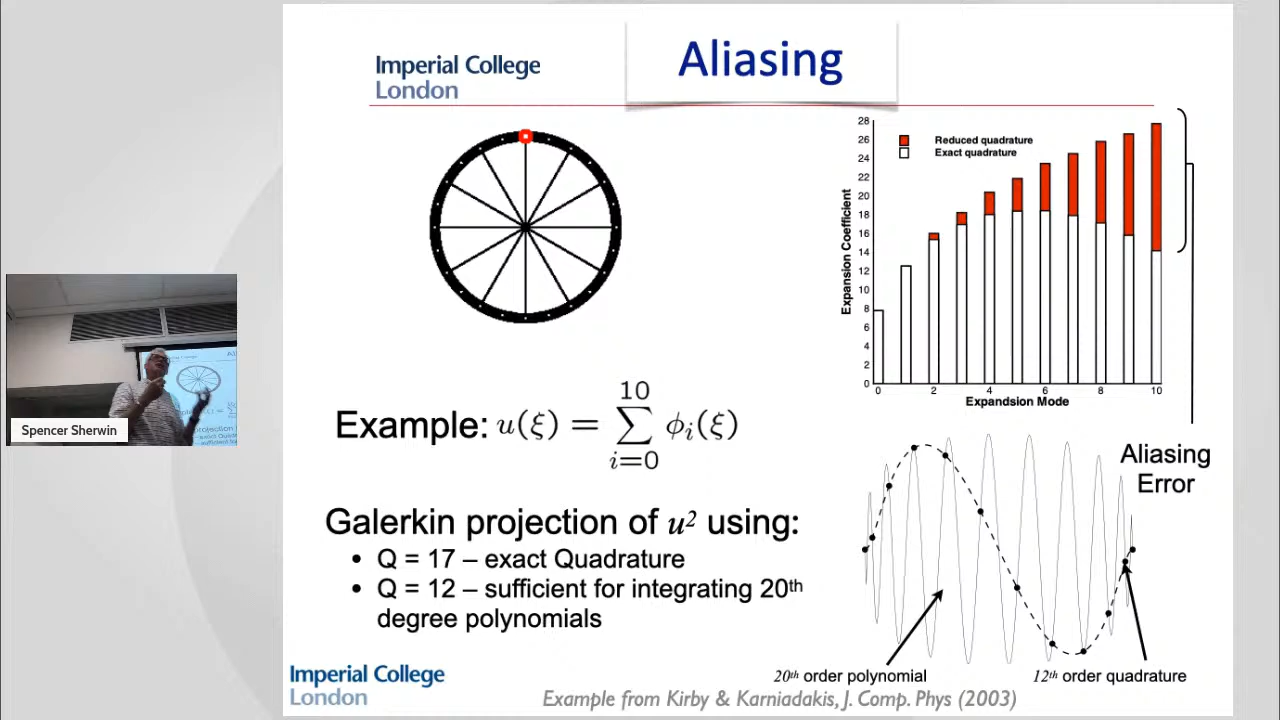 Imperial College
London
Aliasing
Reduced quadrature
Exact quadrature
28
26
24
22
20
18
16
14
12
10
8
6
4
2
0
Expansion Coefficient
0 2 4 6 8 10
Expandsion Mode
Aliasing
Error
Example: u(ξ) = ∑_{i=0}^{10} ϕ_i(ξ)
Galerkin projection of u² using:
• Q = 17 – exact Quadrature
• Q = 12 – sufficient for integrating 20th
degree polynomials
20th order polynomial
12th order quadrature
Imperial College
London
Example from Kirby & Karniadakis, J. Comp. Phys (2003)
Spencer Sherwin